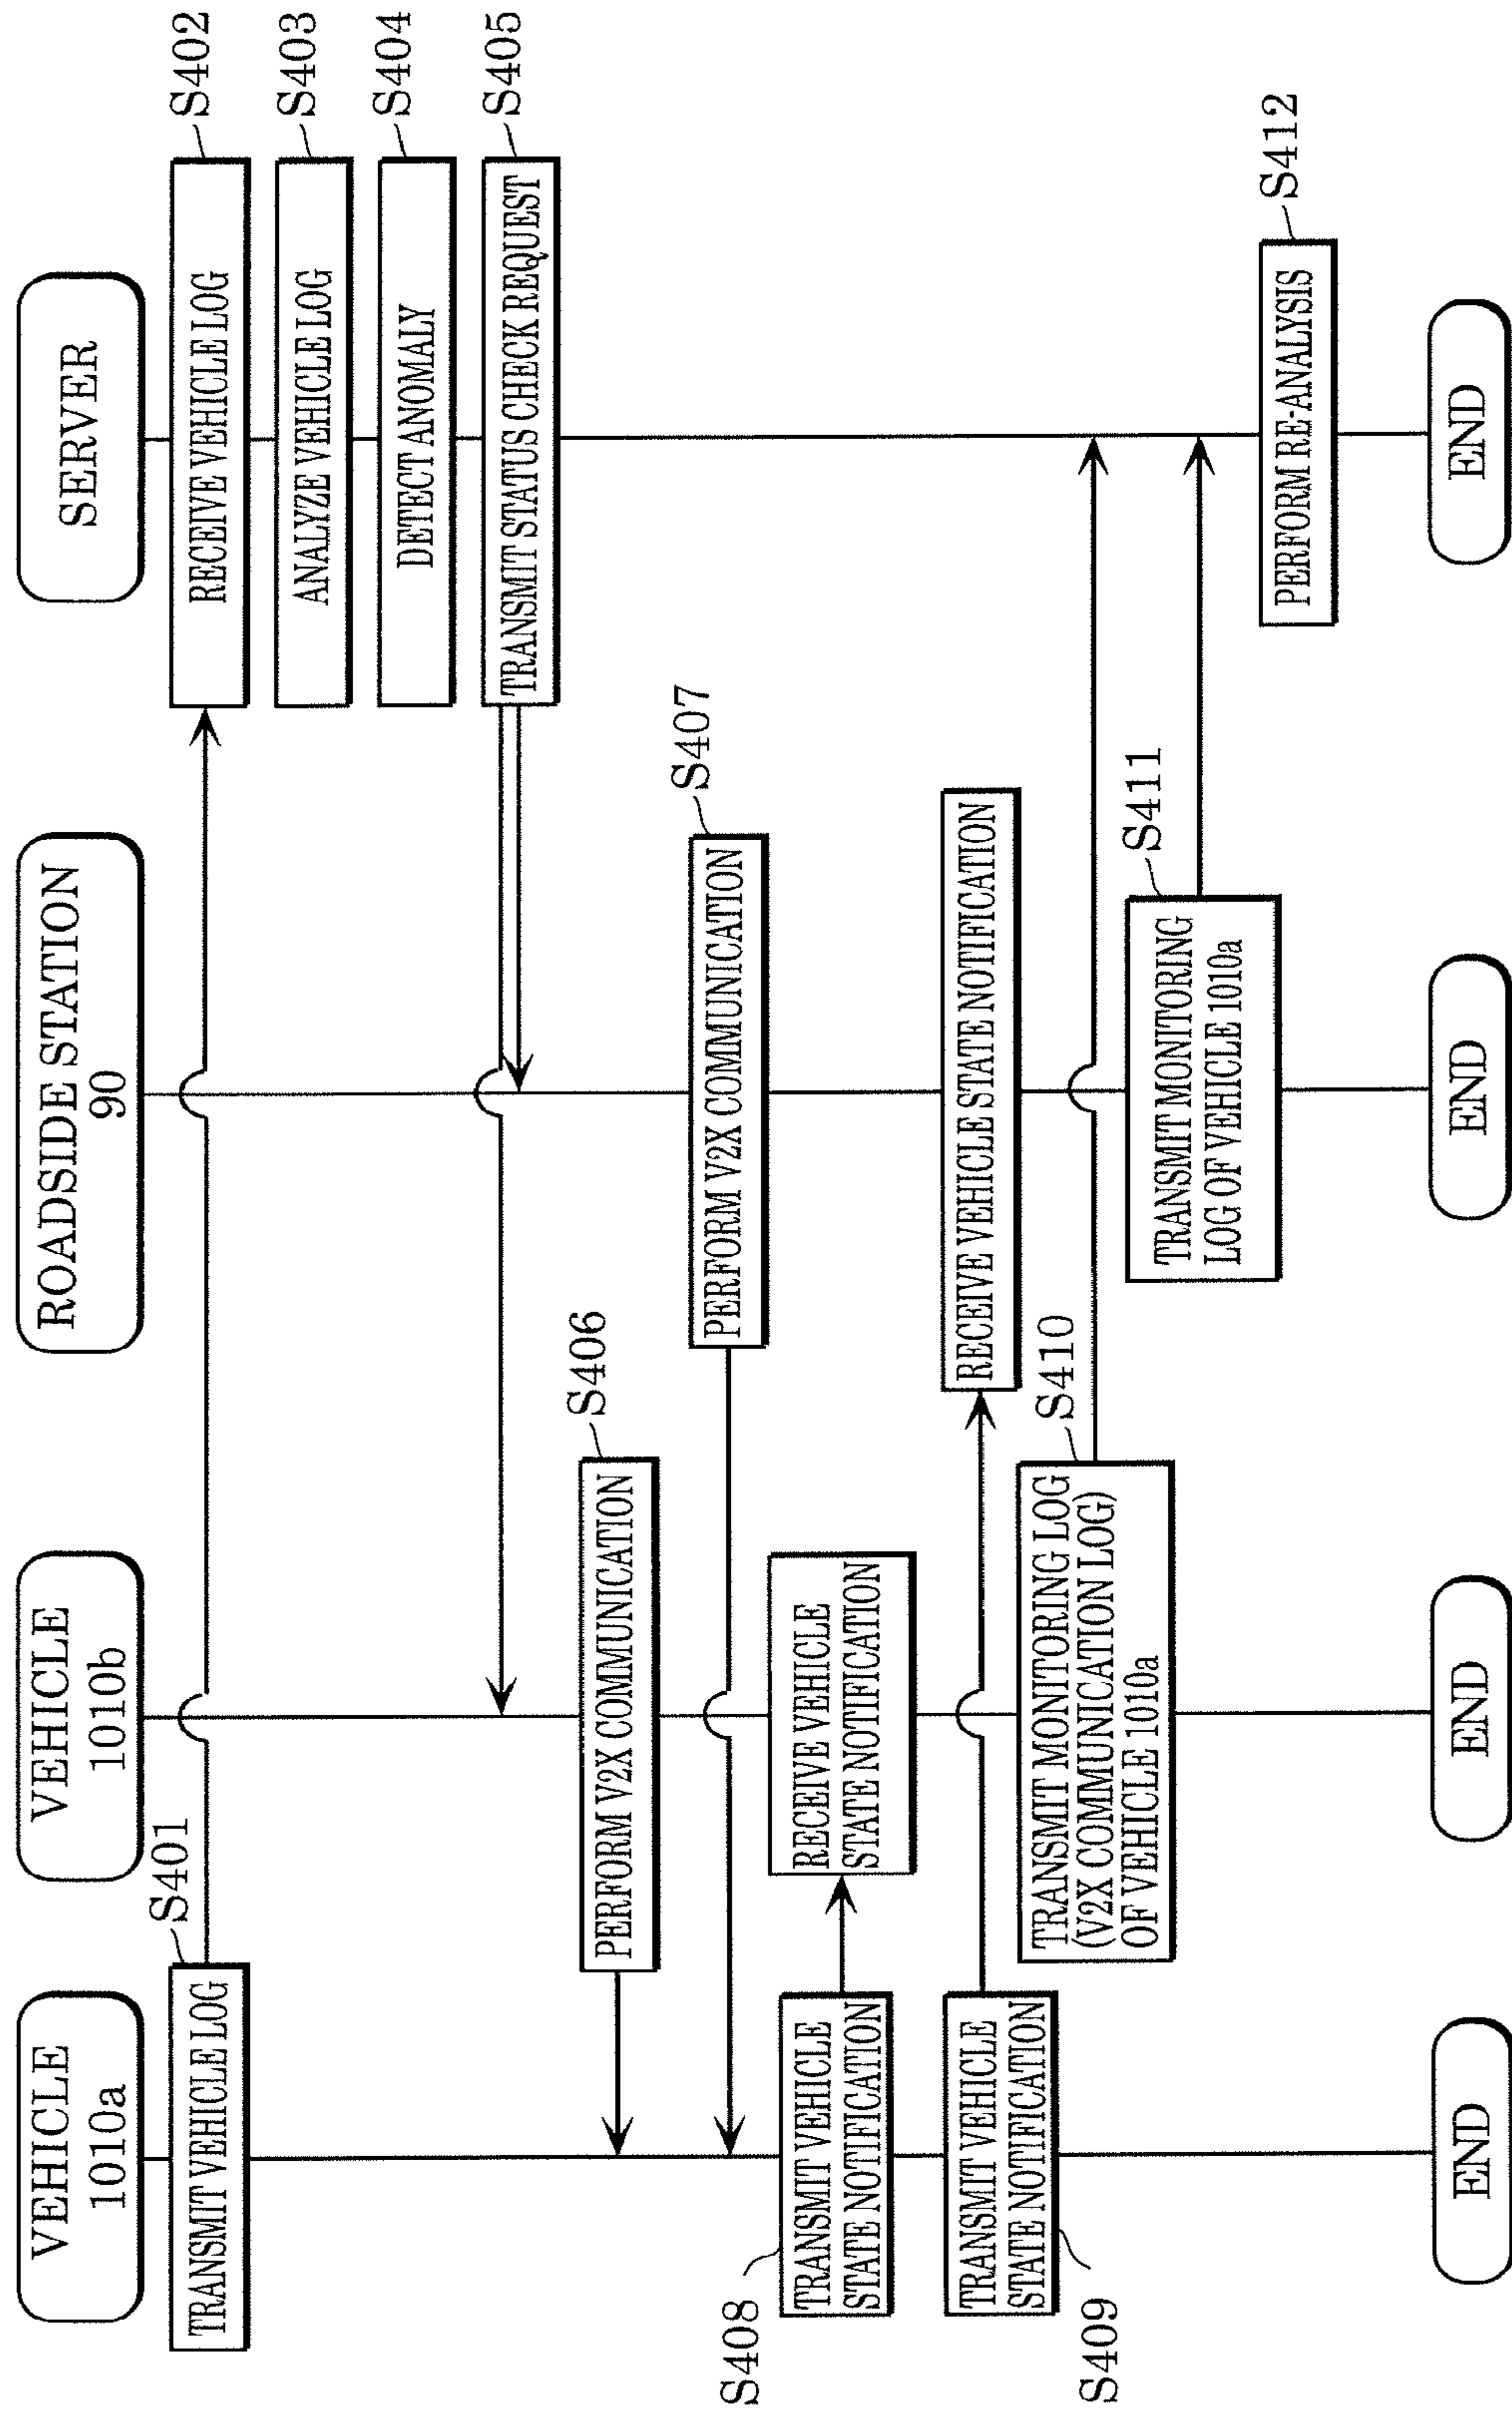 VEHICLE
1010a
VEHICLE
1010b
ROADSIDE STATION
90
SERVER
S401
TRANSMIT VEHICLE LOG
RECEIVE VEHICLE LOG
S402
ANALYZE VEHICLE LOG
S403
DETECT ANOMALY
S404
TRANSMIT STATUS CHECK REQUEST
S405
PERFORM V2X COMMUNICATION
S406
PERFORM V2X COMMUNICATION
S407
S408
TRANSMIT VEHICLE
STATE NOTIFICATION
RECEIVE VEHICLE
STATE NOTIFICATION
TRANSMIT VEHICLE
STATE NOTIFICATION
S409
RECEIVE VEHICLE STATE NOTIFICATION
TRANSMIT MONITORING LOG
(V2X COMMUNICATION LOG)
OF VEHICLE 1010a
S410
TRANSMIT MONITORING
LOG OF VEHICLE 1010a
S411
PERFORM RE-ANALYSIS
S412
END
END
END
END